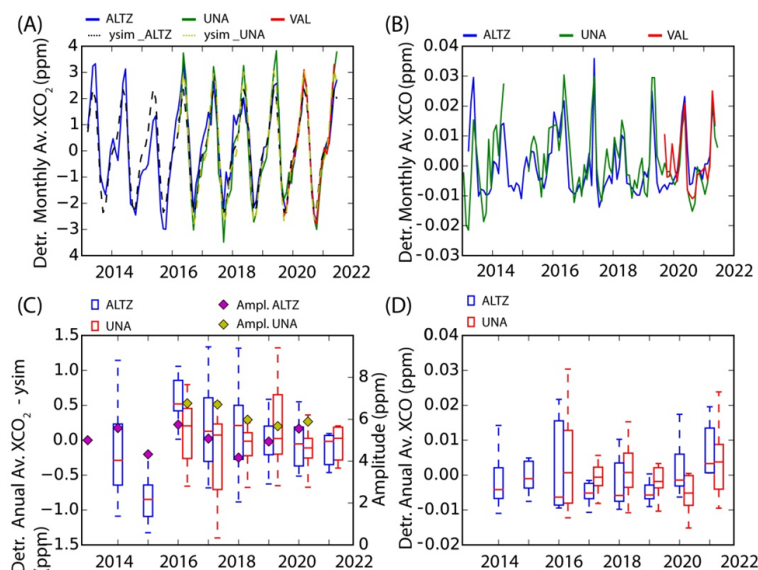 (A)
ALTZ UNA VAL
ysim _ALTZ ysim _UNA
Detr. Monthly Av. XCO2 (ppm)
4
3
2
1
0
−1
−2
−3
−4
2014 2016 2018 2020 2022
(B)
ALTZ UNA VAL
Detr. Monthly Av. XCO (ppm)
0.04
0.03
0.02
0.01
0.00
−0.01
−0.02
−0.03
2014 2016 2018 2020 2022
(C)
ALTZ Ampl. ALTZ
UNA Ampl. UNA
Detr. Annual Av. XCO2 - ysim
(ppm)
1.5
1.0
0.5
0.0
−0.5
−1.0
−1.5
8
6
4
2
0
Amplitude (ppm)
2014 2016 2018 2020 2022
(D)
ALTZ
UNA
Detr. Annual Av. XCO (ppm)
0.04
0.03
0.02
0.01
0.00
−0.01
−0.02
2014 2016 2018 2020 2022